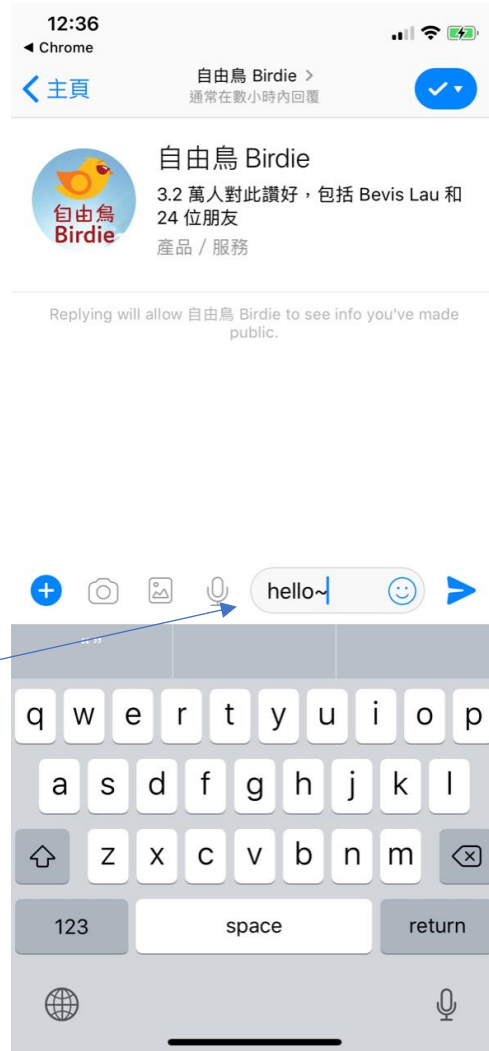 12:36
◀ Chrome
主頁
自由鳥 Birdie >
通常在數小時內回覆
自由鳥
Birdie
自由鳥 Birdie
3.2 萬人對此讚好，包括 Bevis Lau 和
24 位朋友
產品 / 服務
Replying will allow 自由鳥 Birdie to see info you've made
public.
hello~
“”
q w e r t y u i o p
a s d f g h j k l
z x c v b n m
123 space return